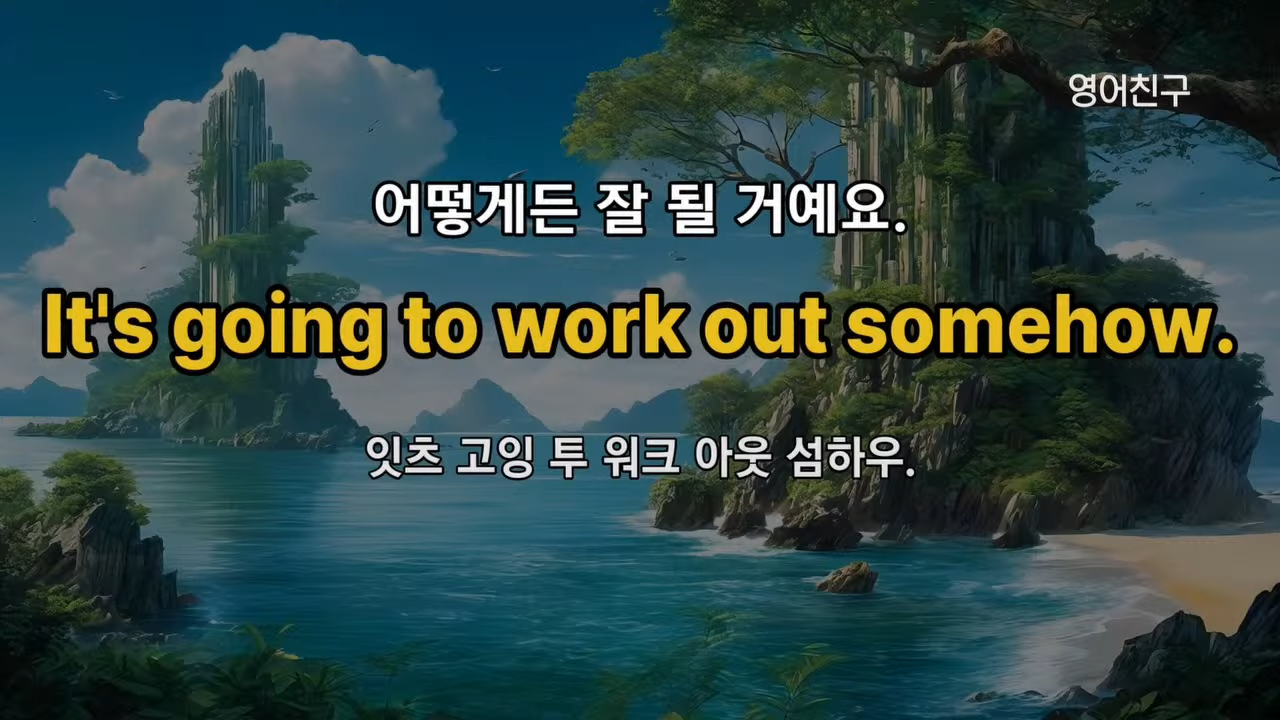 영어친구
어떻게든 잘 될 거예요.
It's going to work out somehow.
잇츠 고잉 투 워크 아웃 섬하우.